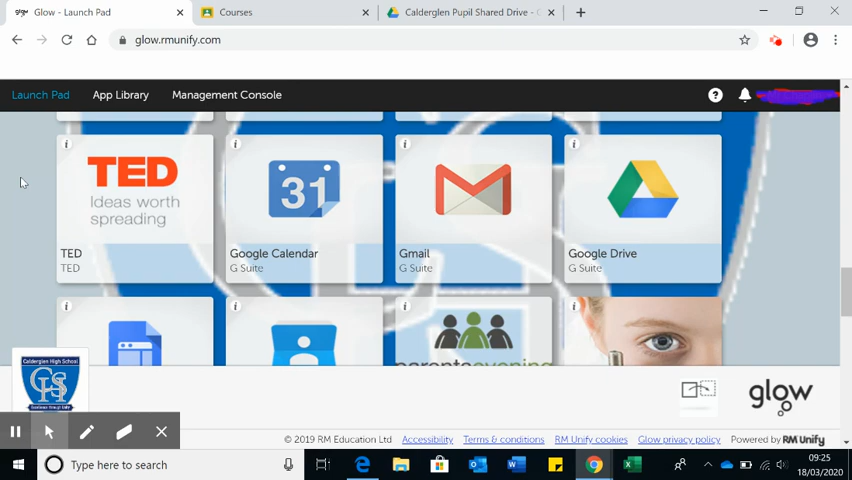 Glow - Launch Pad
Courses
Calderglen Pupil Shared Drive -
glow.rmunify.com
Launch Pad
App Library
Management Console
TED
Ideas worth
spreading
31
TED
TED
Google Calendar
G Suite
Gmail
G Suite
Google Drive
G Suite
parentsevening
Calderglen High School
CHS
glow
© 2019 RM Education Ltd
Accessibility
Terms & conditions
RM Unify cookies
Glow privacy policy
Powered by RM Unify
Type here to search
09:25
18/03/2020